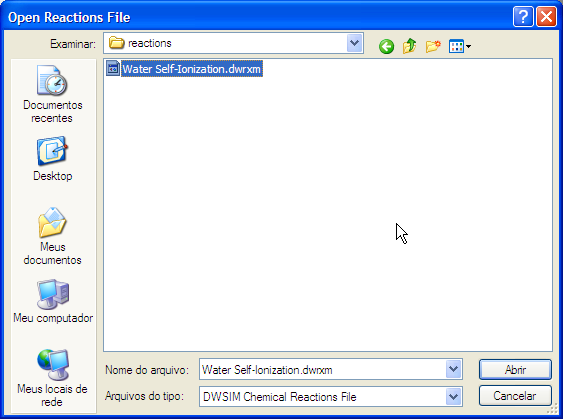 Open Reactions File
Examinar:
reactions
Water Self-Ionization.dwrxm
Documentos
recentes
Desktop
Meus
documentos
Meu computador
Meus locais de
rede
Nome do arquivo:
Water Self-Ionization.dwrxm
Abrir
Arquivos do tipo:
DWSIM Chemical Reactions File
Cancelar